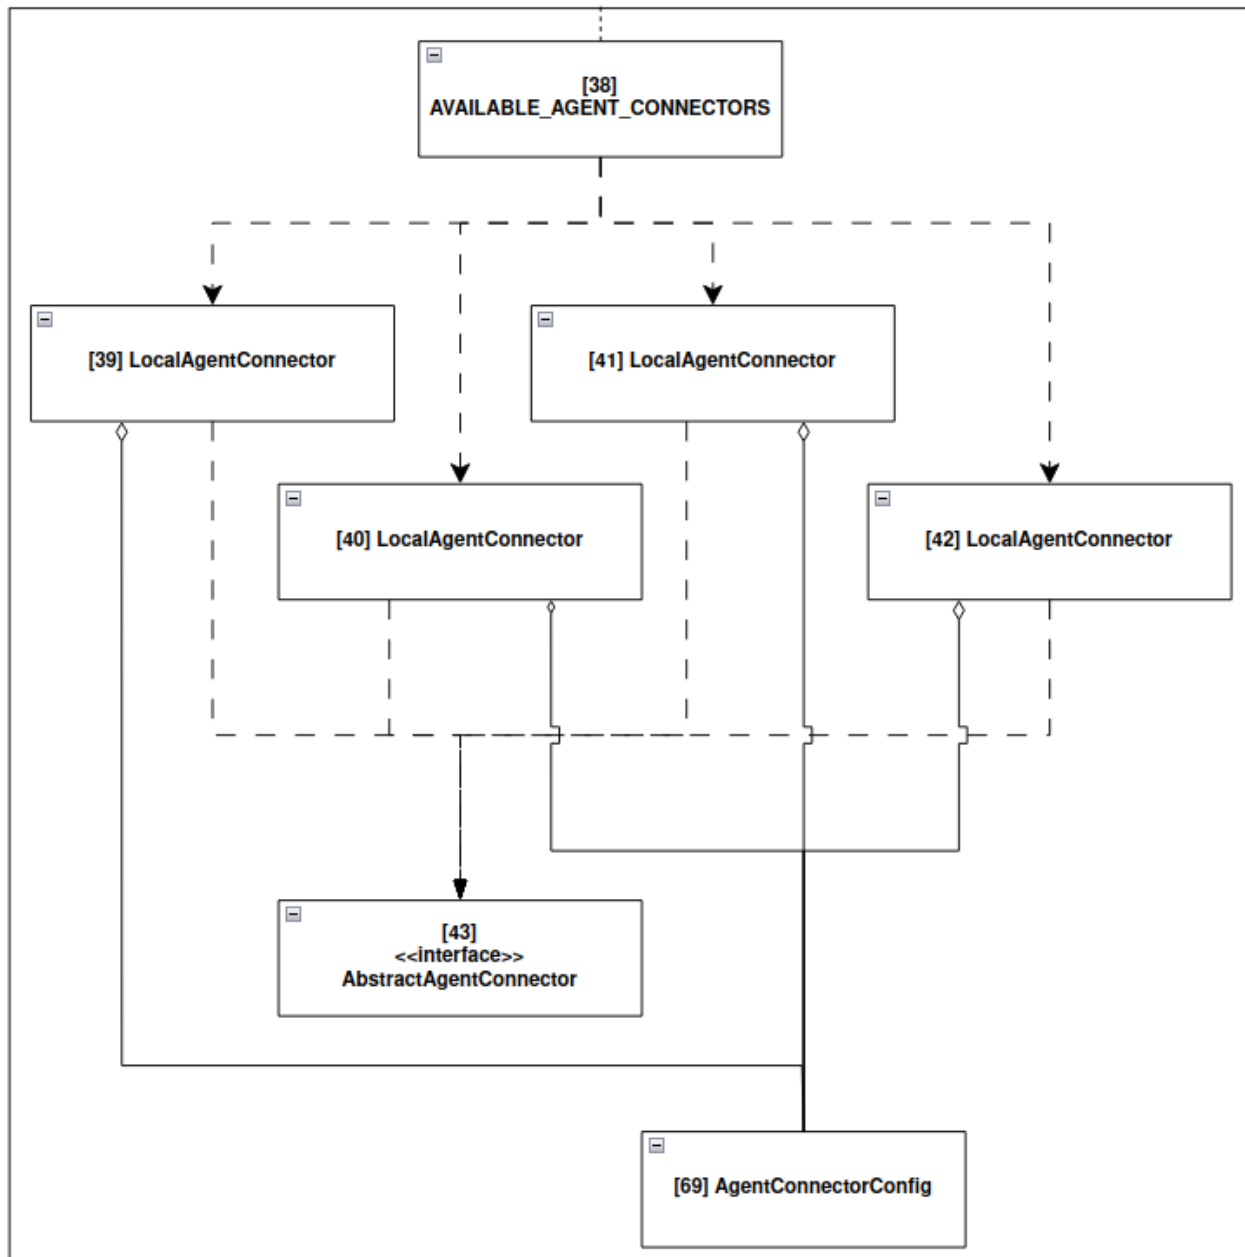 [38]
AVAILABLE_AGENT_CONNECTORS
[39] LocalAgentConnector
[41] LocalAgentConnector
[40] LocalAgentConnector
[42] LocalAgentConnector
[43]
<<interface>>
AbstractAgentConnector
[69] AgentConnectorConfig